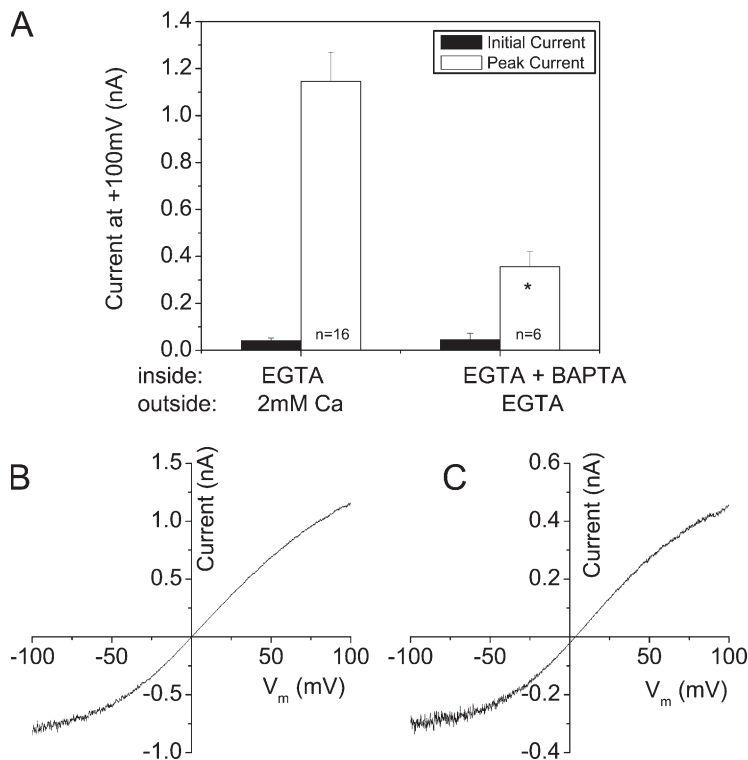 A
Initial Current
Peak Current
Current at +100mV (nA)
1.4
1.2
1.0
0.8
0.6
0.4
0.2
0.0
n=16
*
n=6
inside: EGTA EGTA + BAPTA
outside: 2mM Ca EGTA
B
Current (nA)
1.5
1.0
0.5
-100 -50 50 100
Vm (mV)
-0.5
-1.0
C
Current (nA)
0.6
0.4
0.2
-100 -50 50 100
Vm (mV)
-0.2
-0.4